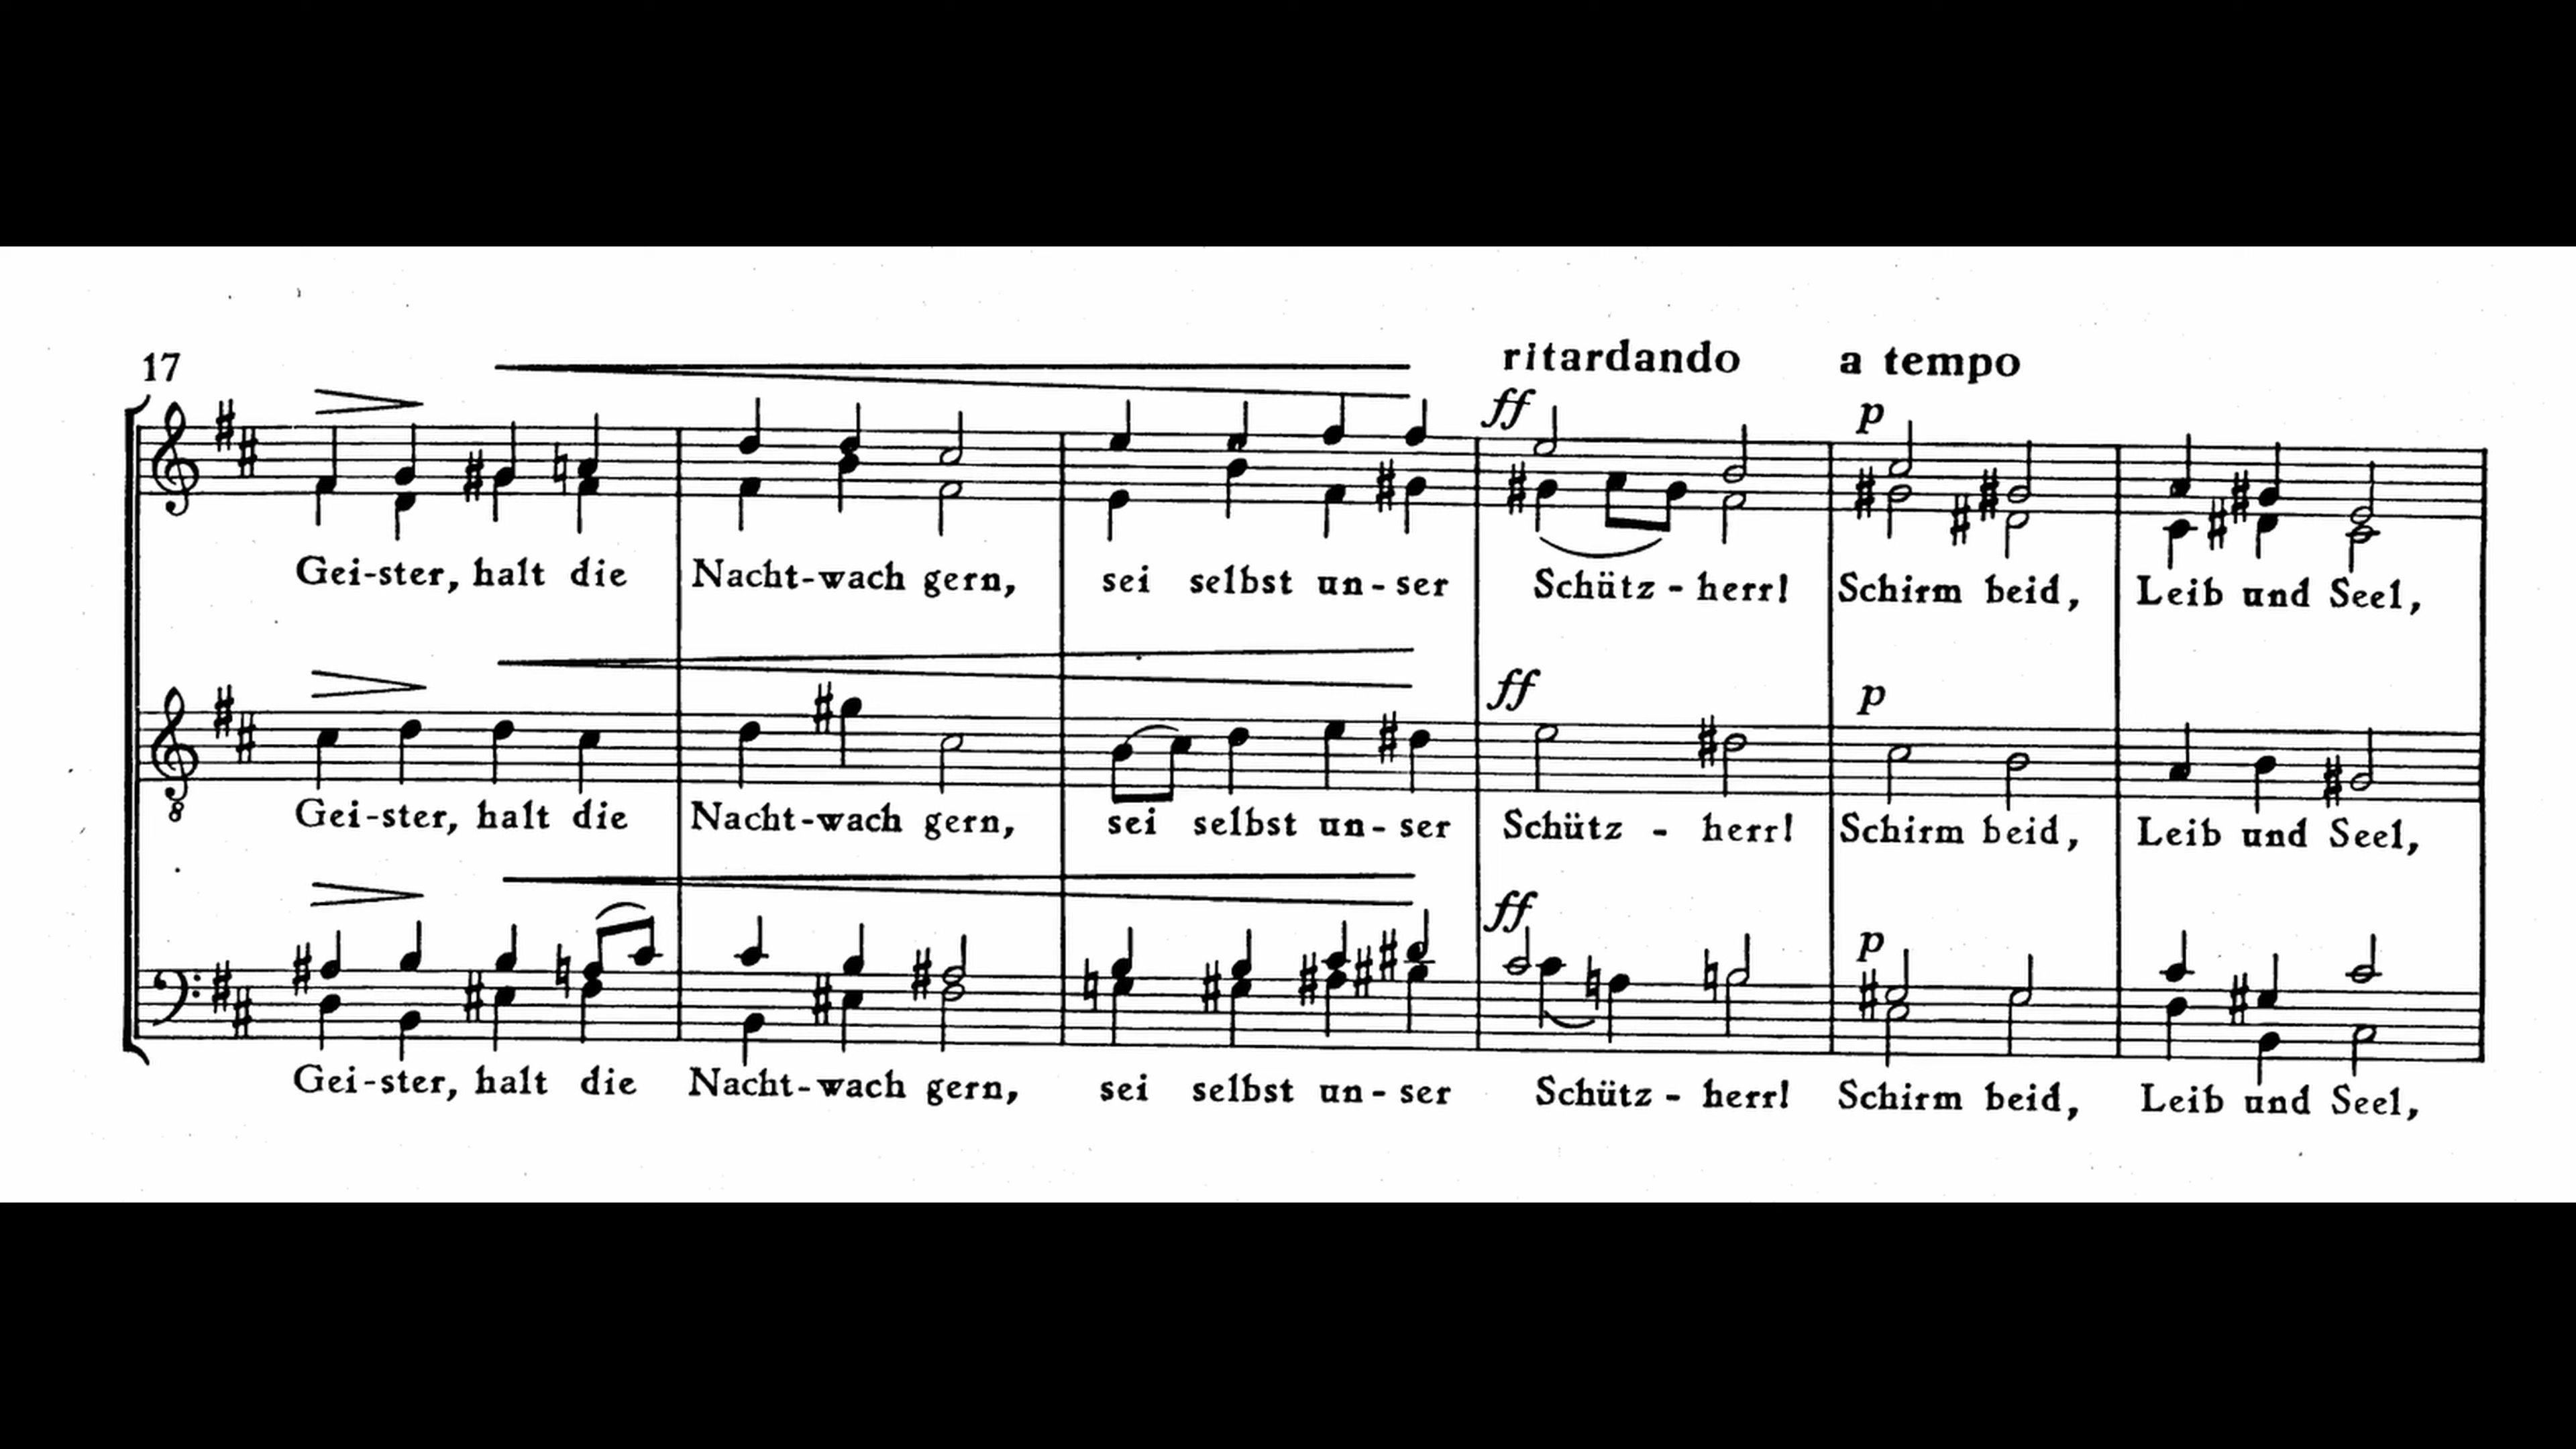 ritardando a tempo
17
ff p
Gei-ster, halt die Nacht-wach gern, sei selbst un-ser Schütz-herr! Schirm beid, Leib und Seel,
ff p
8
Gei-ster, halt die Nacht-wach gern, sei selbst un-ser Schütz - herr! Schirm beid, Leib und Seel,
ff p
Gei-ster, halt die Nacht-wach gern, sei selbst un-ser Schütz-herr! Schirm beid, Leib und Seel,